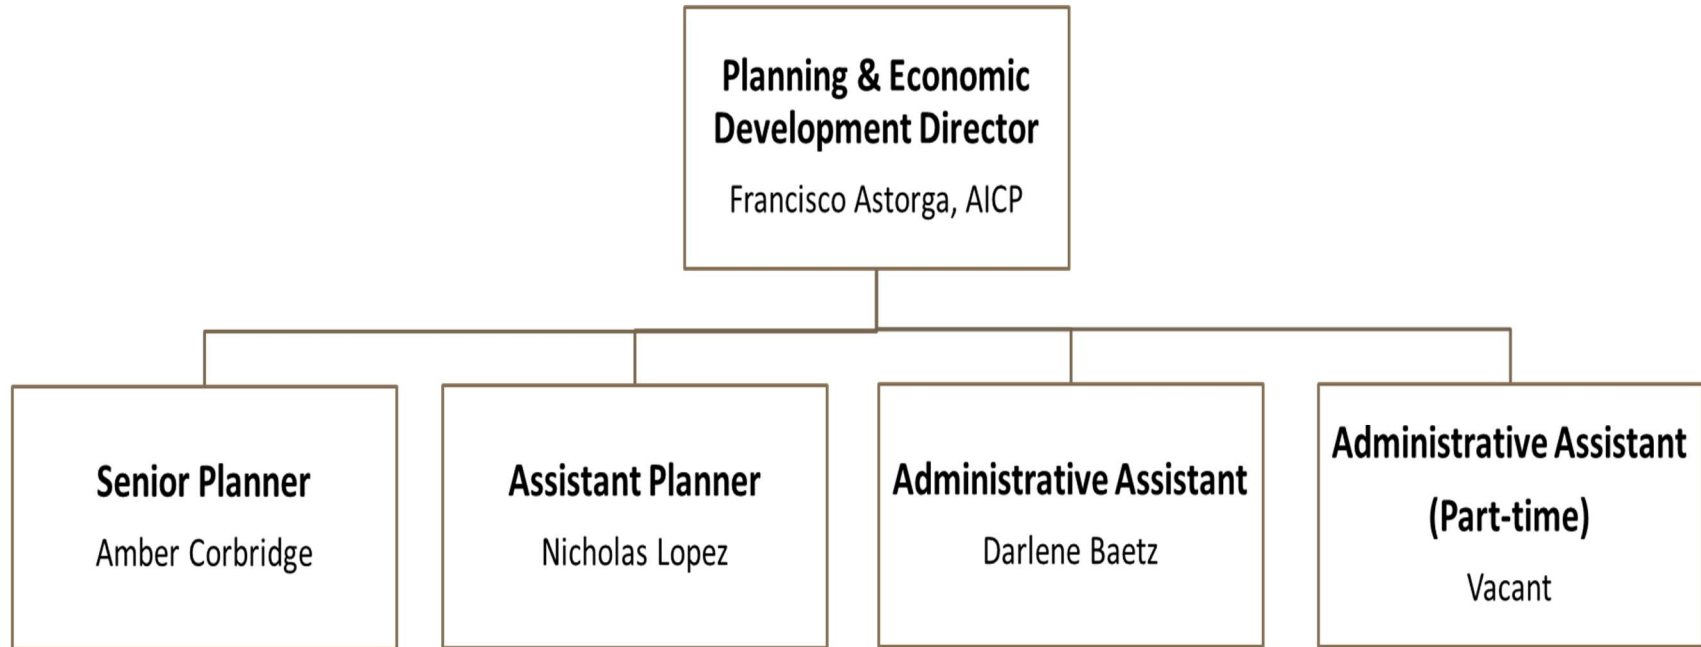 Planning & Economic
Development Director
Francisco Astorga, AICP
Senior Planner
Amber Corbridge
Assistant Planner
Nicholas Lopez
Administrative Assistant
Darlene Baetz
Administrative Assistant
(Part-time)
Vacant